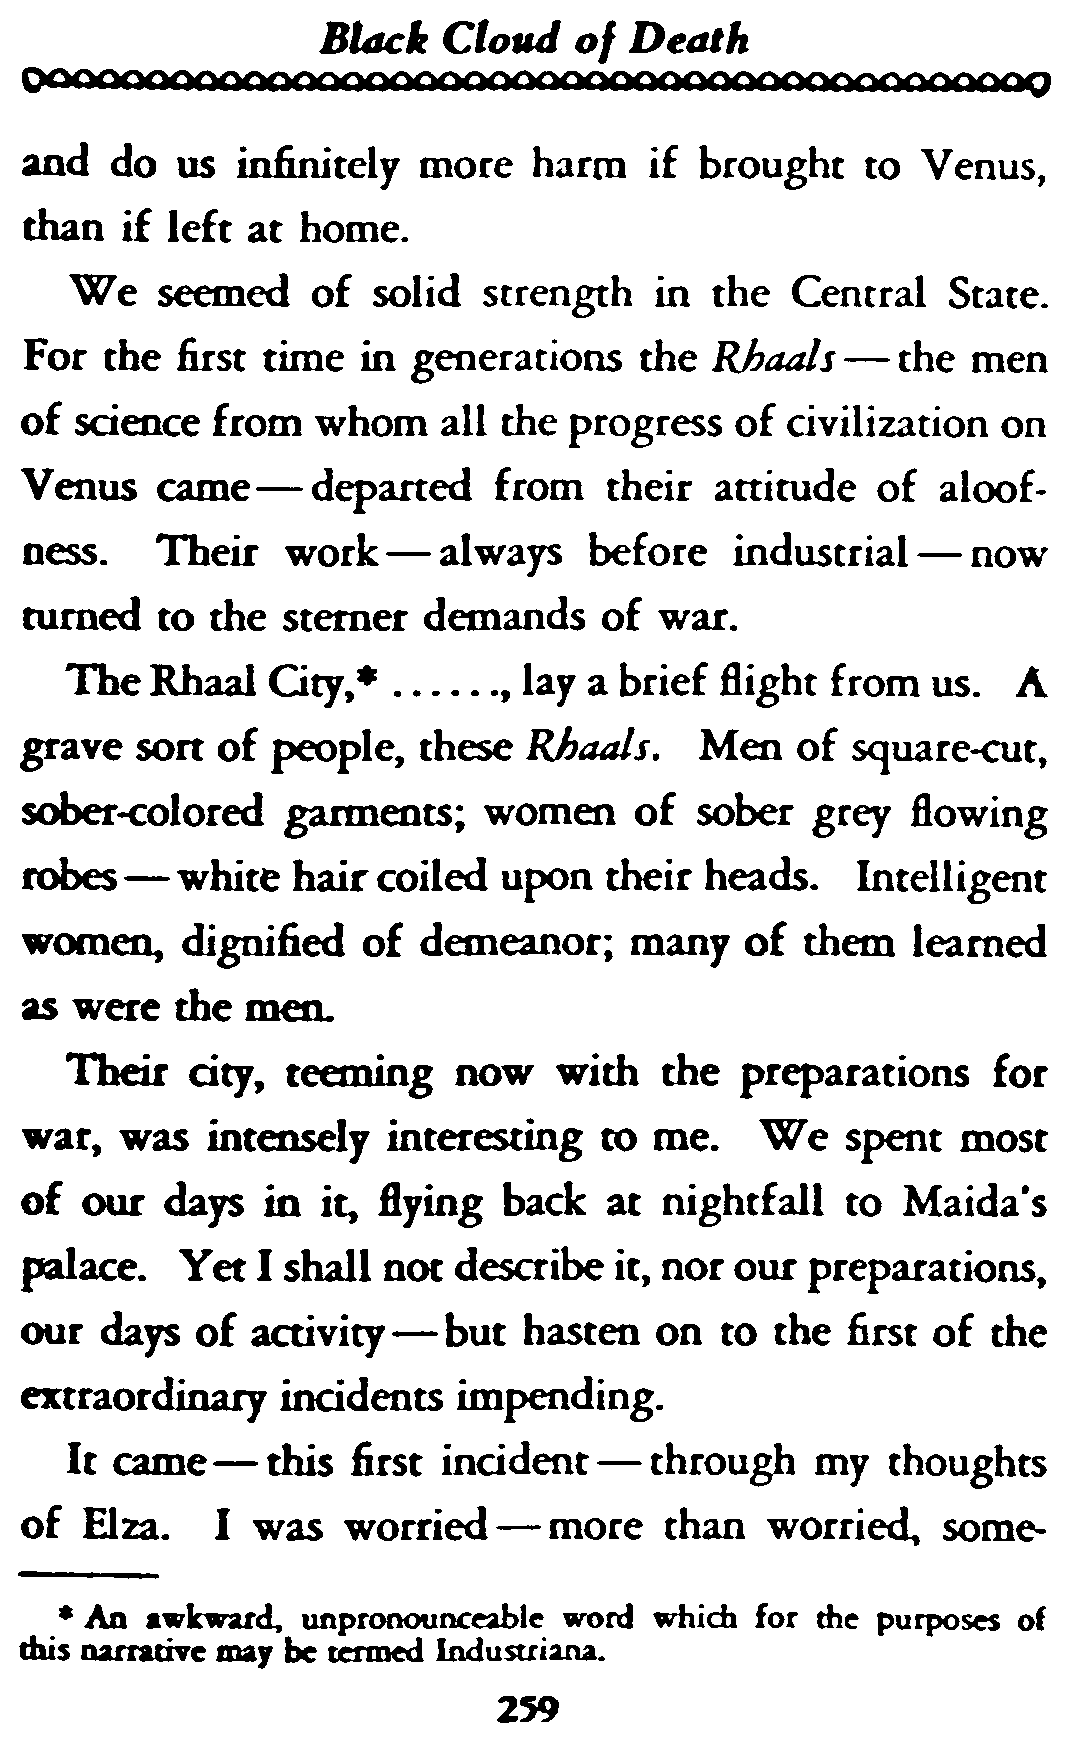 Black Cloud of Death
and do us infinitely more harm if brought to Venus,
than if left at home.
We seemed of solid strength in the Central State.
For the first time in generations the Rhaals — the men
of science from whom all the progress of civilization on
Venus came — departed from their attitude of aloof-
ness. Their work — always before industrial — now
turned to the sterner demands of war.
The Rhaal City,* ......, lay a brief flight from us. A
grave sort of people, these Rhaals. Men of square-cut,
sober-colored garments; women of sober grey flowing
robes — white hair coiled upon their heads. Intelligent
women, dignified of demeanor; many of them learned
as were the men.
Their city, teeming now with the preparations for
war, was intensely interesting to me. We spent most
of our days in it, flying back at nightfall to Maida's
palace. Yet I shall not describe it, nor our preparations,
our days of activity — but hasten on to the first of the
extraordinary incidents impending.
It came — this first incident — through my thoughts
of Elza. I was worried — more than worried, some-
* An awkward, unpronounceable word which for the purposes of
this narrative may be termed Industriana.
259